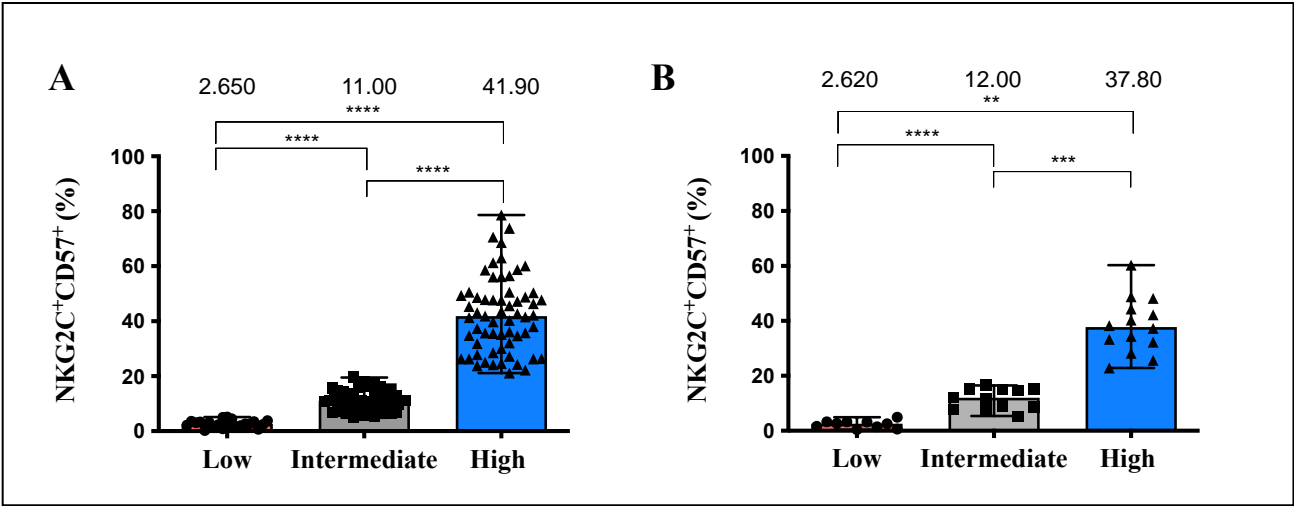 A
2.650 11.00 41.90
****
****
****
NKG2C+CD57+ (%)
100
80
60
40
20
0
Low Intermediate High
B
2.620 12.00 37.80
**
****
***
NKG2C+CD57+ (%)
100
80
60
40
20
0
Low Intermediate High